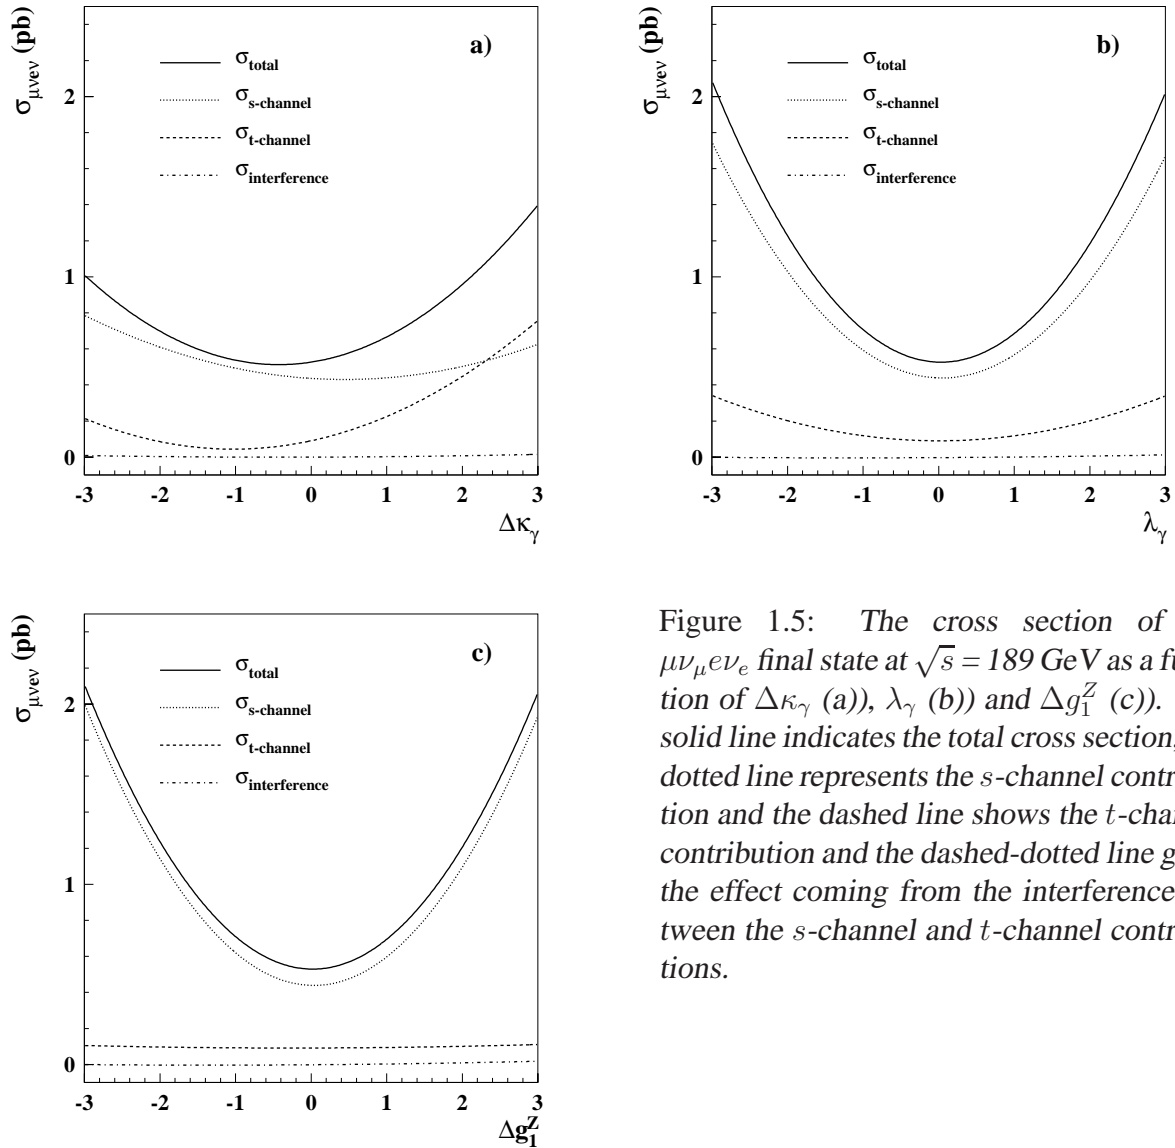 σμνeν (pb)
a)
σtotal
σs-channel
σt-channel
σinterference
2
1
0
-3 -2 -1 0 1 2 3
Δκγ
σμνeν (pb)
b)
σtotal
σs-channel
σt-channel
σinterference
2
1
0
-3 -2 -1 0 1 2 3
λγ
σμνeν (pb)
c)
σtotal
σs-channel
σt-channel
σinterference
2
1
0
-3 -2 -1 0 1 2 3
Δg₁ᶻ
Figure 1.5: The cross section of
μνμeνe final state at √s = 189 GeV as a fu
tion of Δκγ (a)), λγ (b)) and Δg₁ᶻ (c)).
solid line indicates the total cross section,
dotted line represents the s-channel contr
tion and the dashed line shows the t-cha
contribution and the dashed-dotted line g
the effect coming from the interference
tween the s-channel and t-channel contr
tions.